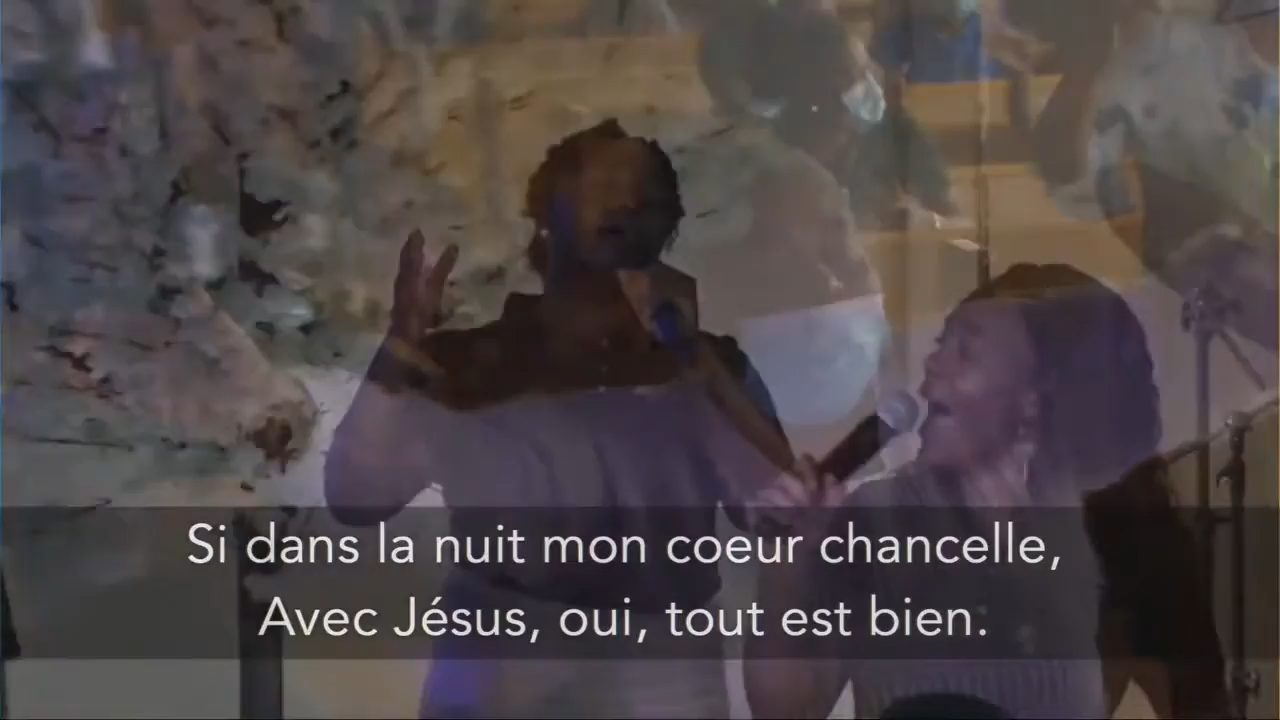 Si dans la nuit mon coeur chancelle,
Avec Jésus, oui, tout est bien.